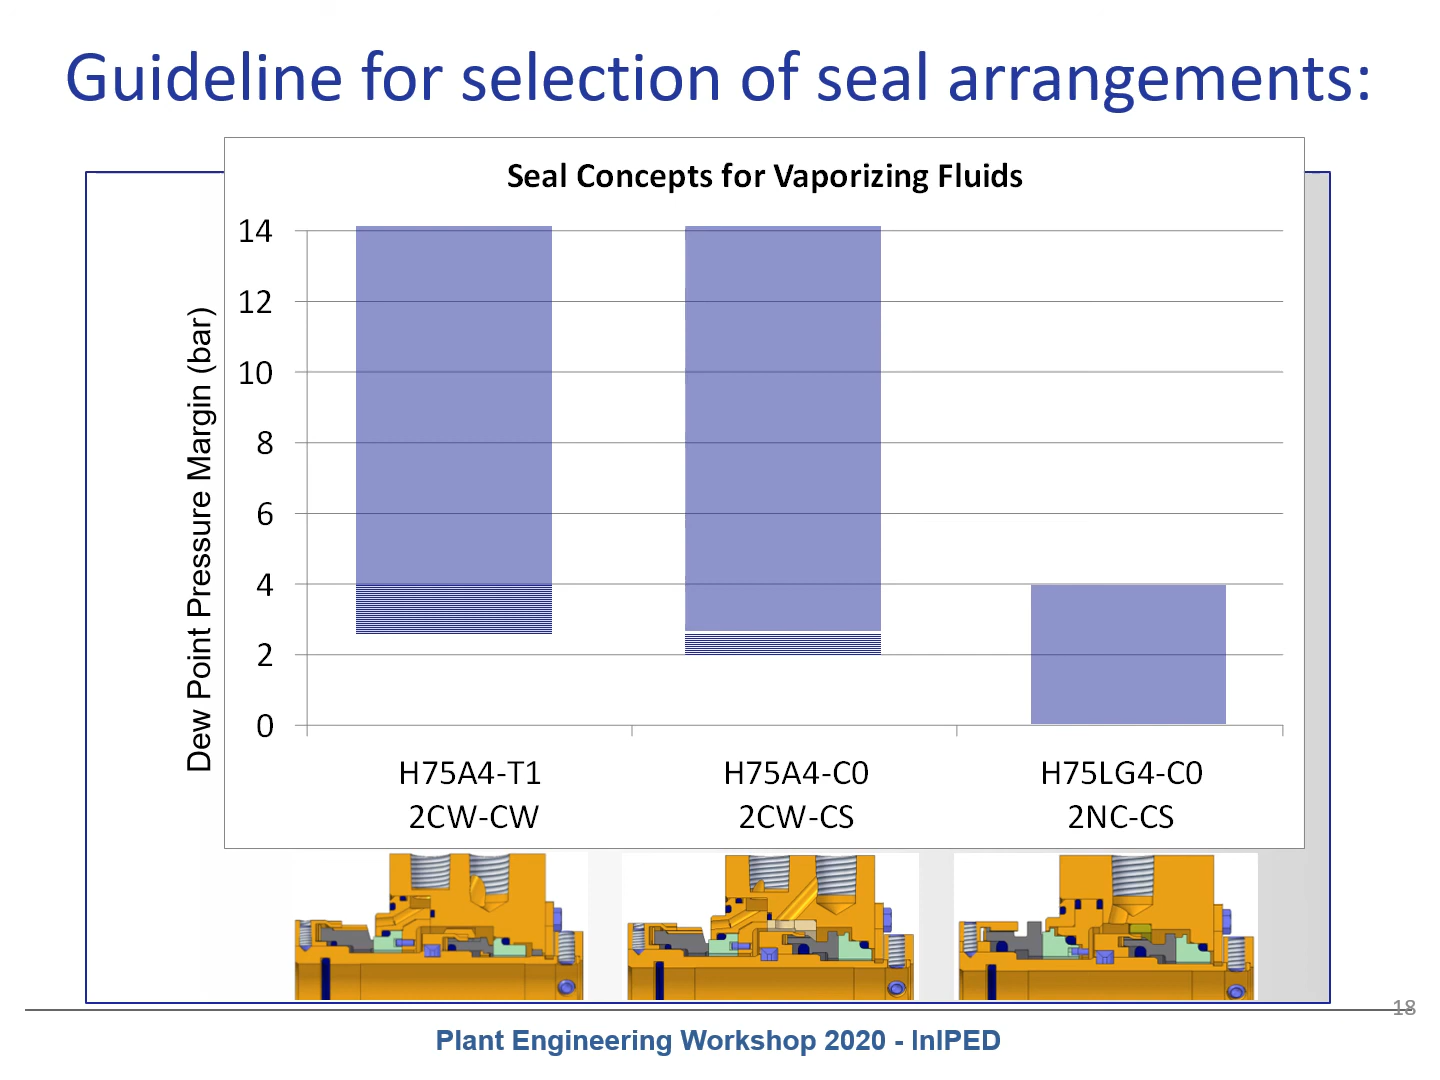 Guideline for selection of seal arrangements:
Seal Concepts for Vaporizing Fluids
Dew Point Pressure Margin (bar)
14
12
10
8
6
4
2
0
H75A4-T1
2CW-CW
H75A4-C0
2CW-CS
H75LG4-C0
2NC-CS
18
Plant Engineering Workshop 2020 - InIPED